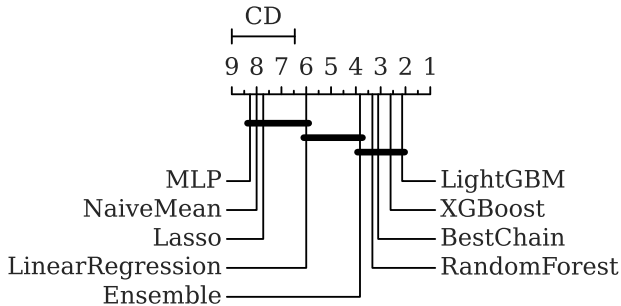 CD
9 8 7 6 5 4 3 2 1
MLP
NaiveMean
Lasso
LinearRegression
Ensemble
LightGBM
XGBoost
BestChain
RandomForest